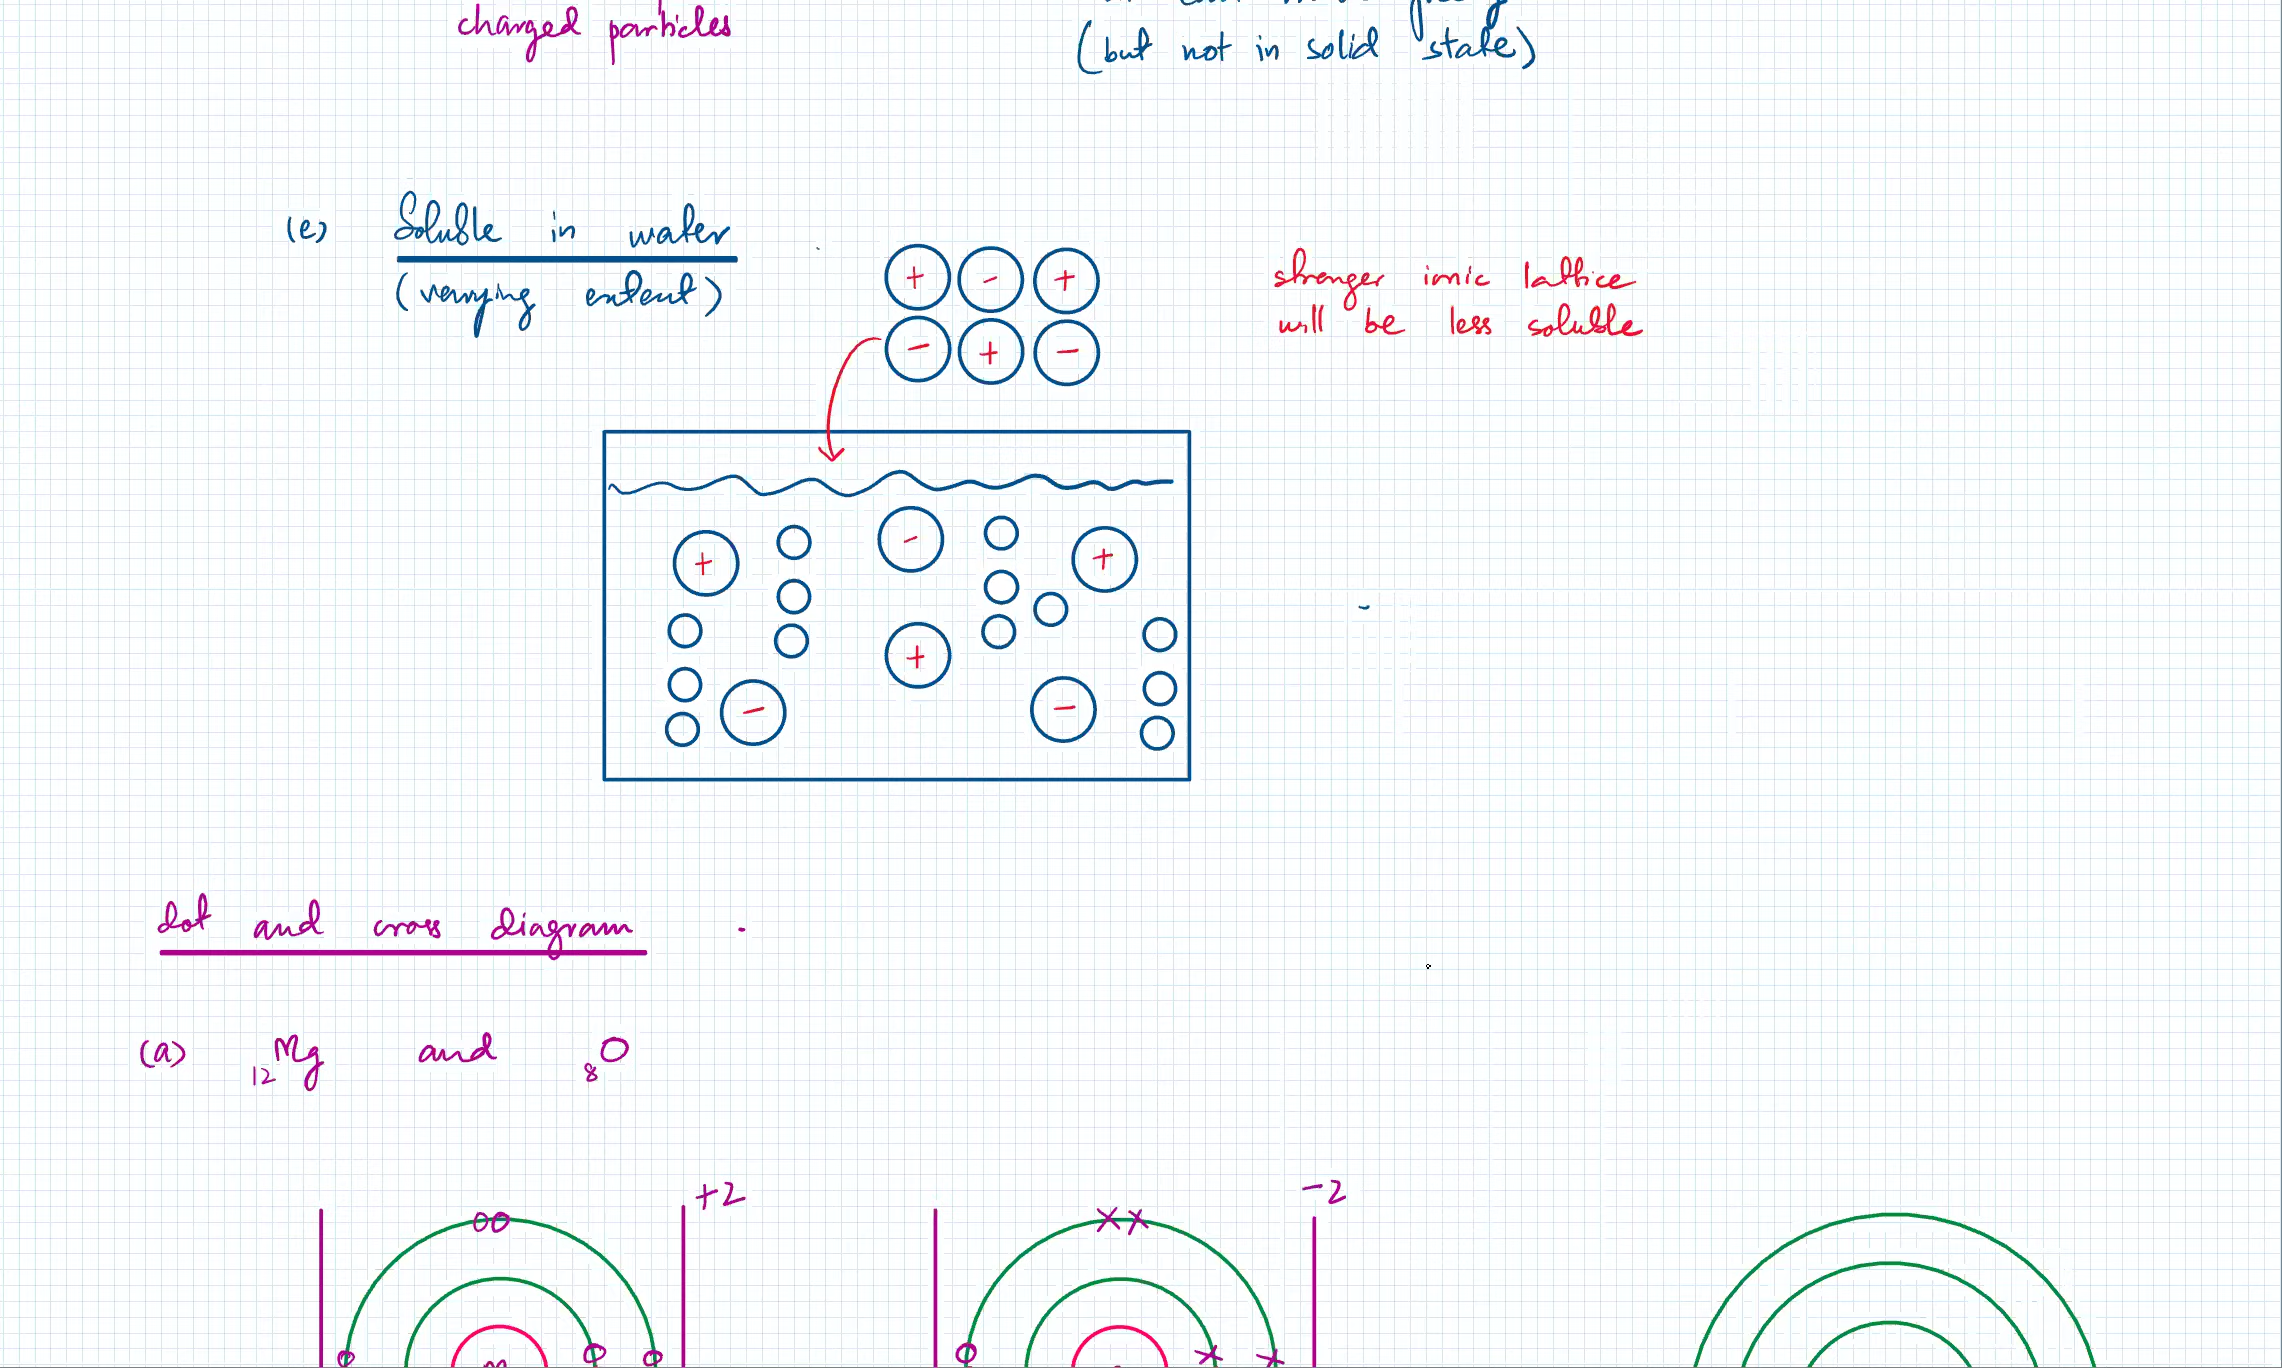 charged particles
(but not in solid state)
(e) Soluble in water
(varying extent)
+ - +
- + -
stronger ionic lattice
will be less soluble
+ - +
+
- -
dot and cross diagram
(a) 12Mg and 8O
+2 -2